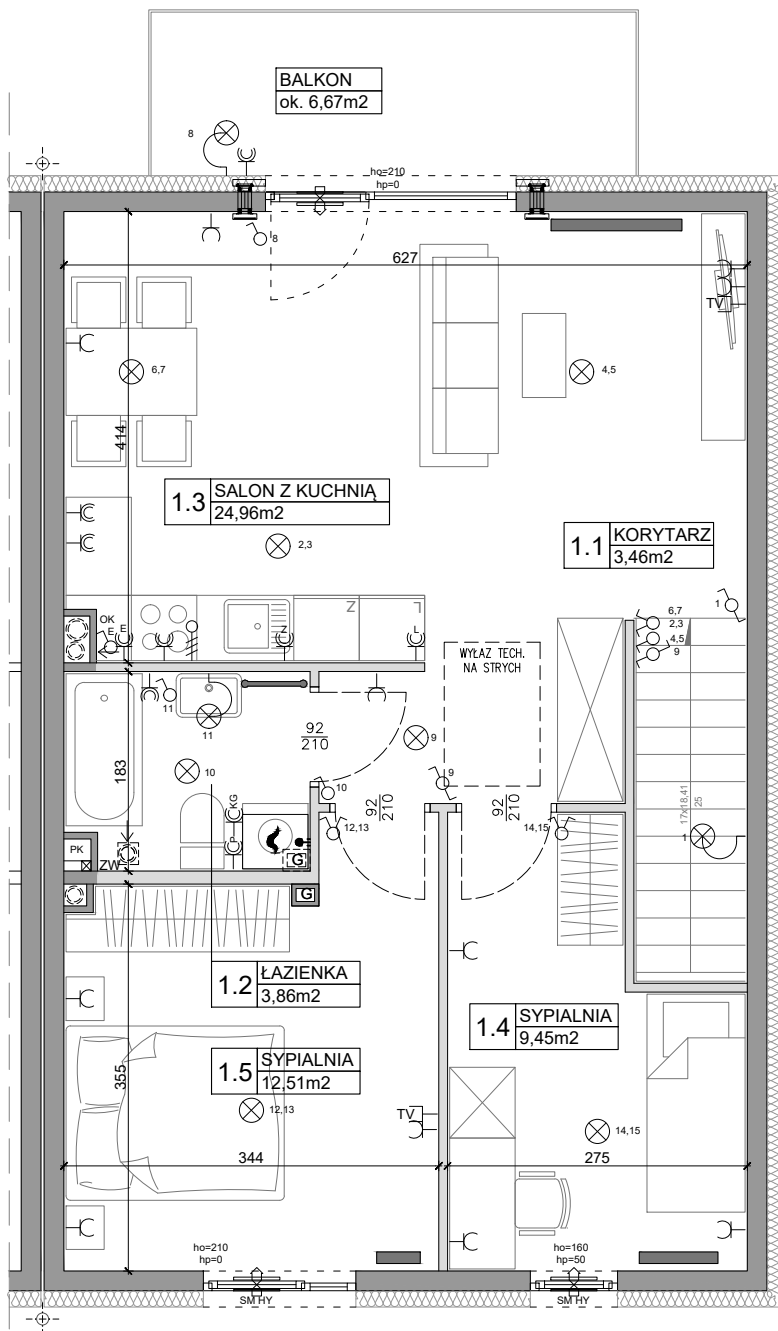 BALKON
ok. 6,67m2
8
ho=210
hp=0
8
627
TV
6,7
4,5
414
1.3 SALON Z KUCHNIĄ
24,96m2
2,3
1.1 KORYTARZ
3,46m2
1
OK
E
E
Z
L
Z
L
6,7
2,3
4,5
9
WYŁAZ TECH.
NA STRYCH
11
11
92
210
9
183
10
10
9
92
210
92
210
12,13
14,15
17x18,41
25
1
KG
P
PK
ZW
G
G
1.2 ŁAZIENKA
3,86m2
1.4 SYPIALNIA
9,45m2
1.5 SYPIALNIA
12,51m2
355
12,13
TV
14,15
344
275
ho=210
hp=0
ho=160
hp=50
SM HY
SM HY